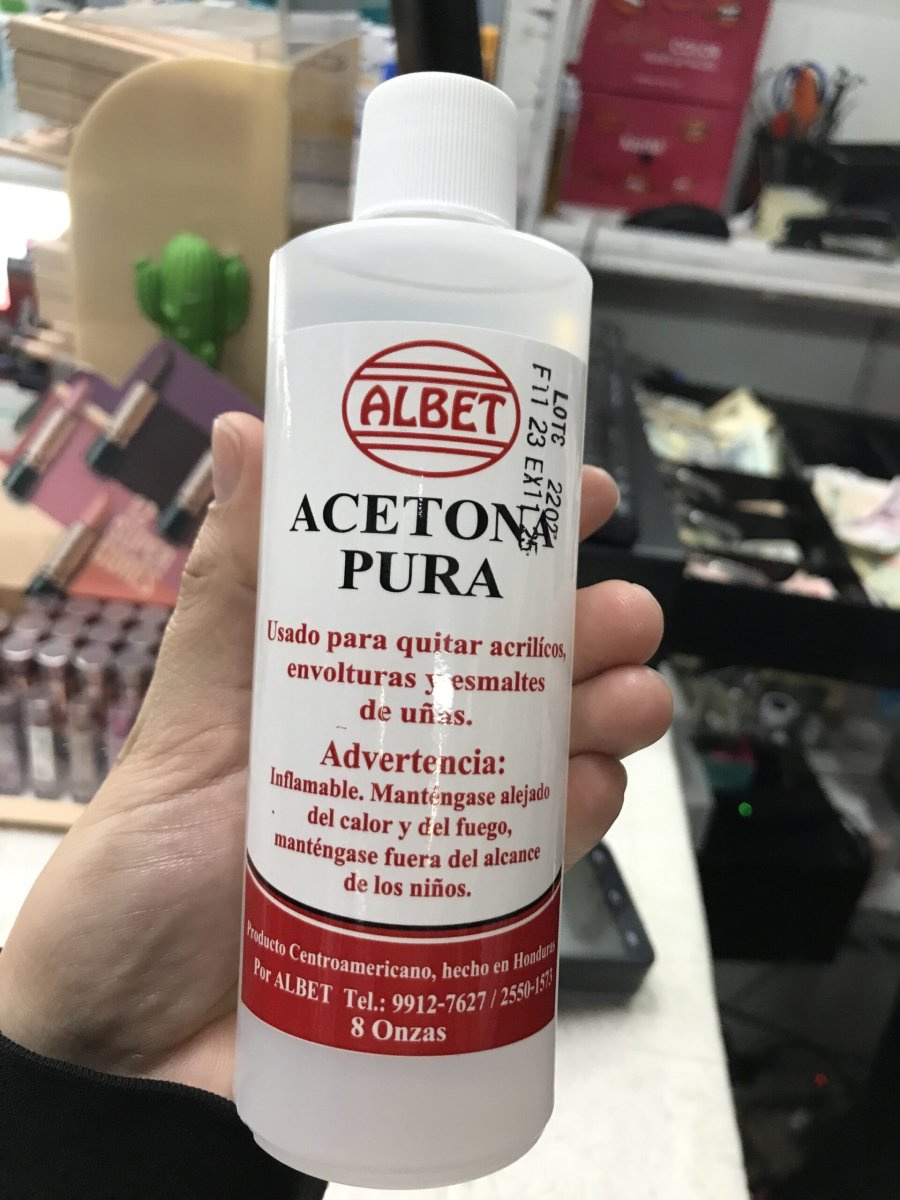 ALBET
LOTE 2202
F11 23 EX11 25
ACETONA
PURA
Usado para quitar acrilícos,
envolturas y esmaltes
de uñas.
Advertencia:
Inflamable. Manténgase alejado
del calor y del fuego,
manténgase fuera del alcance
de los niños.
Producto Centroamericano, hecho en Honduras
Por ALBET Tel.: 9912-7627 / 2550-1573
8 Onzas
COLOR